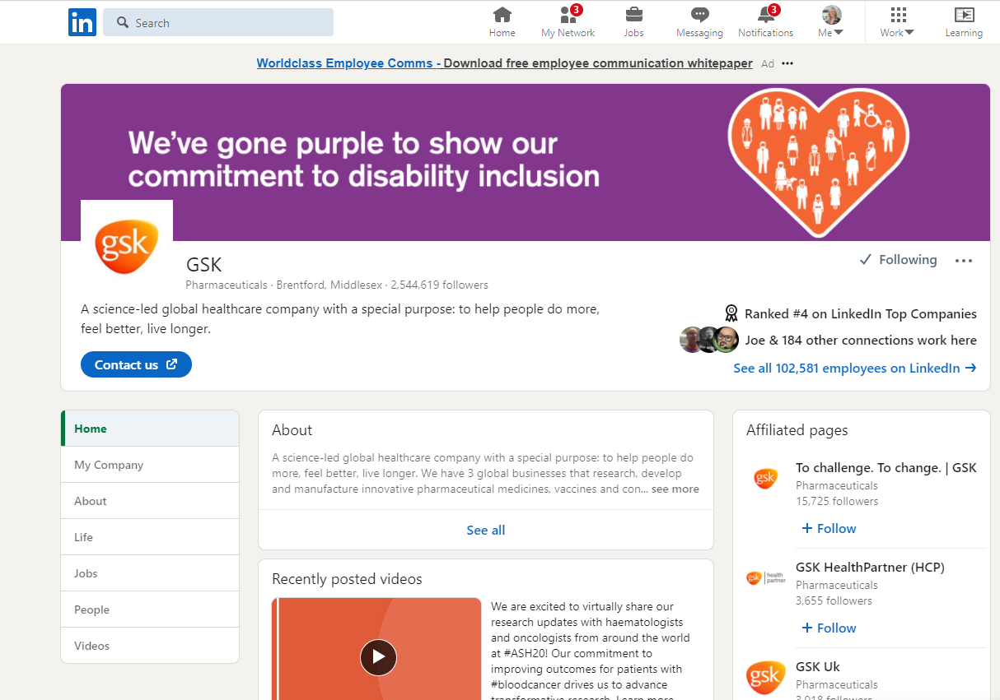 in
Search
Home
3
My Network
Jobs
Messaging
3
Notifications
Me
Work
Learning
Worldclass Employee Comms - Download free employee communication whitepaper Ad
We've gone purple to show our
commitment to disability inclusion
gsk
GSK
Pharmaceuticals · Brentford, Middlesex · 2,544,619 followers
Following
A science-led global healthcare company with a special purpose: to help people do more,
feel better, live longer.
Contact us
Ranked #4 on LinkedIn Top Companies
Joe & 184 other connections work here
See all 102,581 employees on LinkedIn →
Home
My Company
About
Life
Jobs
People
Videos
About
A science-led global healthcare company with a special purpose: to help people do
more, feel better, live longer. We have 3 global businesses that research, develop
and manufacture innovative pharmaceutical medicines, vaccines and con... see more
See all
Recently posted videos
We are excited to virtually share our
research updates with haematologists
and oncologists from around the world
at #ASH20! Our commitment to
improving outcomes for patients with
#bloodcancer drives us to advance
transformative research. Learn more
Affiliated pages
gsk
To challenge. To change. | GSK
Pharmaceuticals
15,725 followers
+ Follow
gsk health
partner
GSK HealthPartner (HCP)
Pharmaceuticals
3,655 followers
+ Follow
gsk
GSK Uk
Pharmaceuticals
3,018 followers